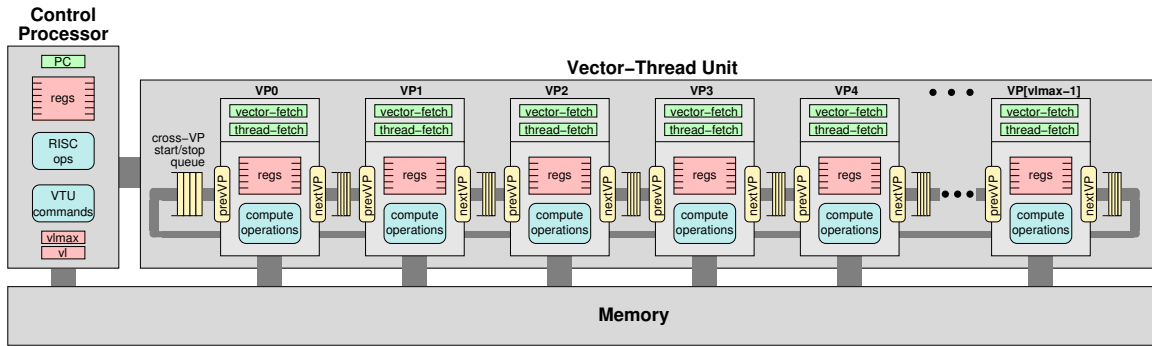 Control
Processor
PC
regs
RISC
ops
VTU
commands
vlmax
vl
Vector−Thread Unit
cross−VP
start/stop
queue
VP0
vector−fetch
thread−fetch
prevVP
regs
nextVP
compute
operations
VP1
vector−fetch
thread−fetch
prevVP
regs
nextVP
compute
operations
VP2
vector−fetch
thread−fetch
prevVP
regs
nextVP
compute
operations
VP3
vector−fetch
thread−fetch
prevVP
regs
nextVP
compute
operations
VP4
vector−fetch
thread−fetch
prevVP
regs
nextVP
compute
operations
VP[vlmax−1]
vector−fetch
thread−fetch
prevVP
regs
nextVP
compute
operations
Memory